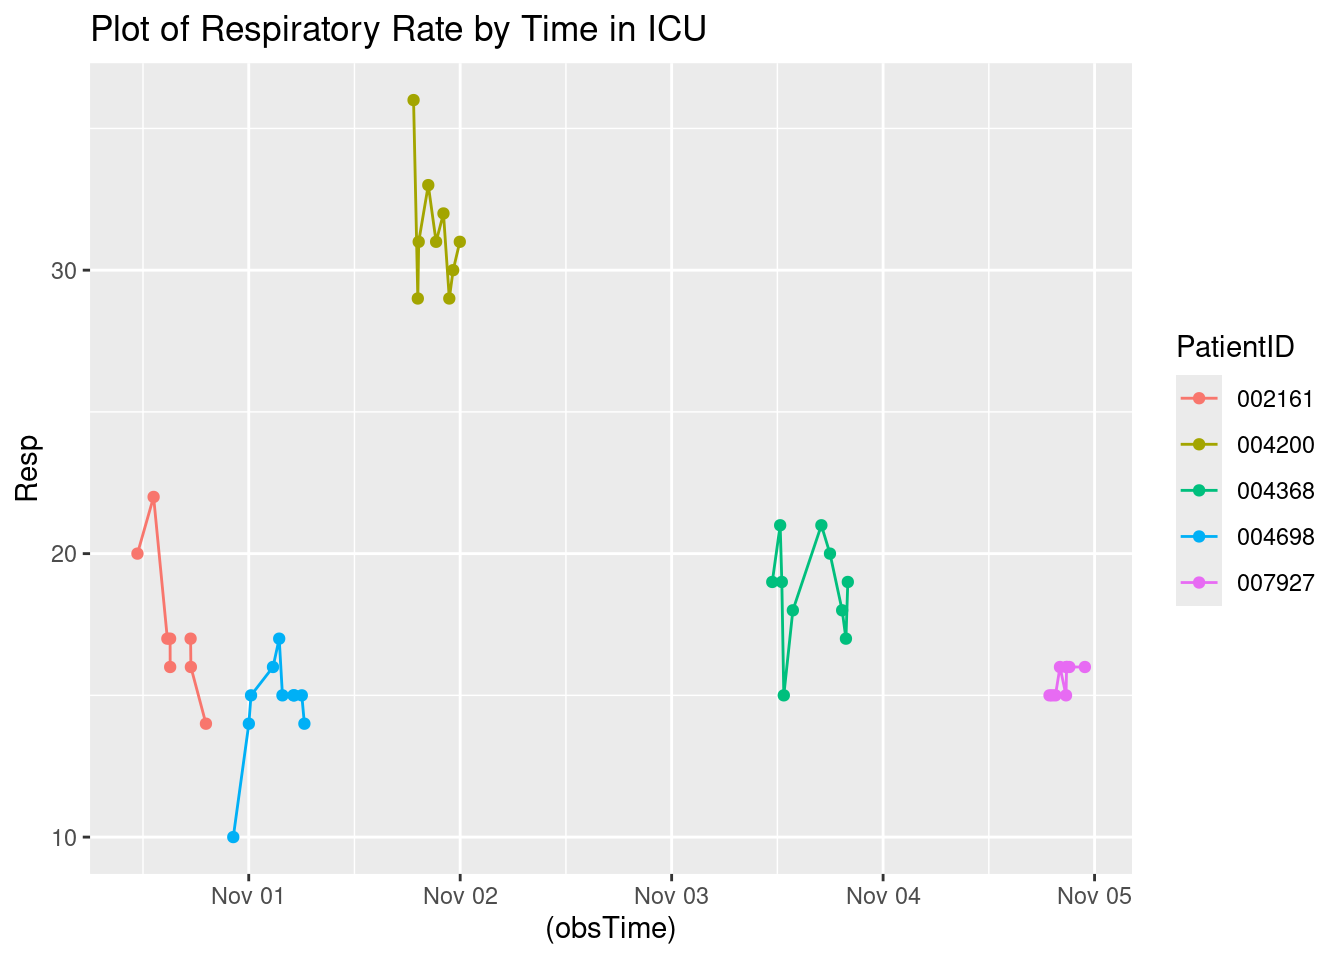 Plot of Respiratory Rate by Time in ICU
Resp
30
20
10
Nov 01
Nov 02
Nov 03
Nov 04
Nov 05
(obsTime)
PatientID
002161
004200
004368
004698
007927